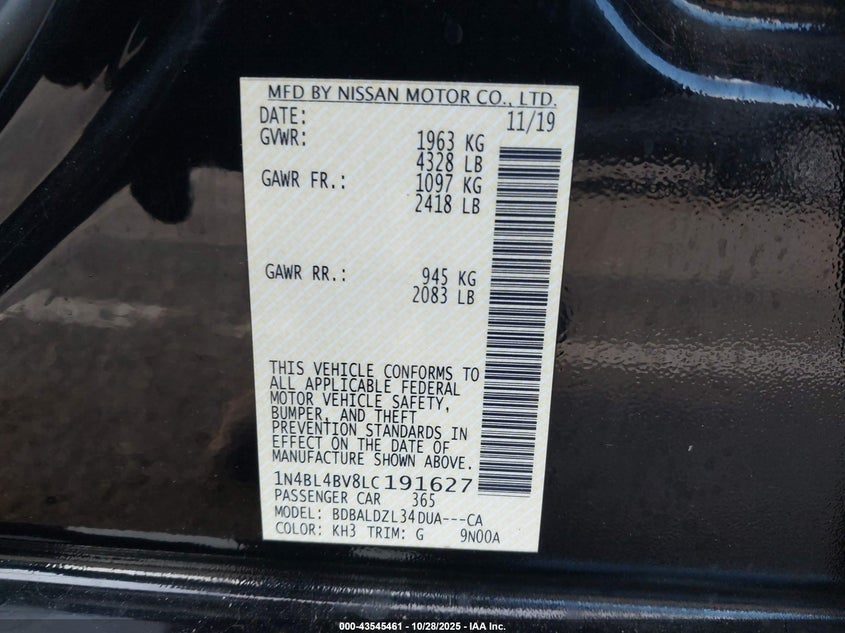 MFD BY NISSAN MOTOR CO., LTD.
DATE: 11/19
GVWR: 1963 KG
4328 LB
GAWR FR.: 1097 KG
2418 LB
GAWR RR.: 945 KG
2083 LB
THIS VEHICLE CONFORMS TO
ALL APPLICABLE FEDERAL
MOTOR VEHICLE SAFETY,
BUMPER, AND THEFT
PREVENTION STANDARDS IN
EFFECT ON THE DATE OF
MANUFACTURE SHOWN ABOVE.
1N4BL4BV8LC191627
PASSENGER CAR 365
MODEL: BDBALDZL34DUA---CA
COLOR: KH3 TRIM: G 9N00A
000-43545461 - 10/28/2025 - IAA Inc.